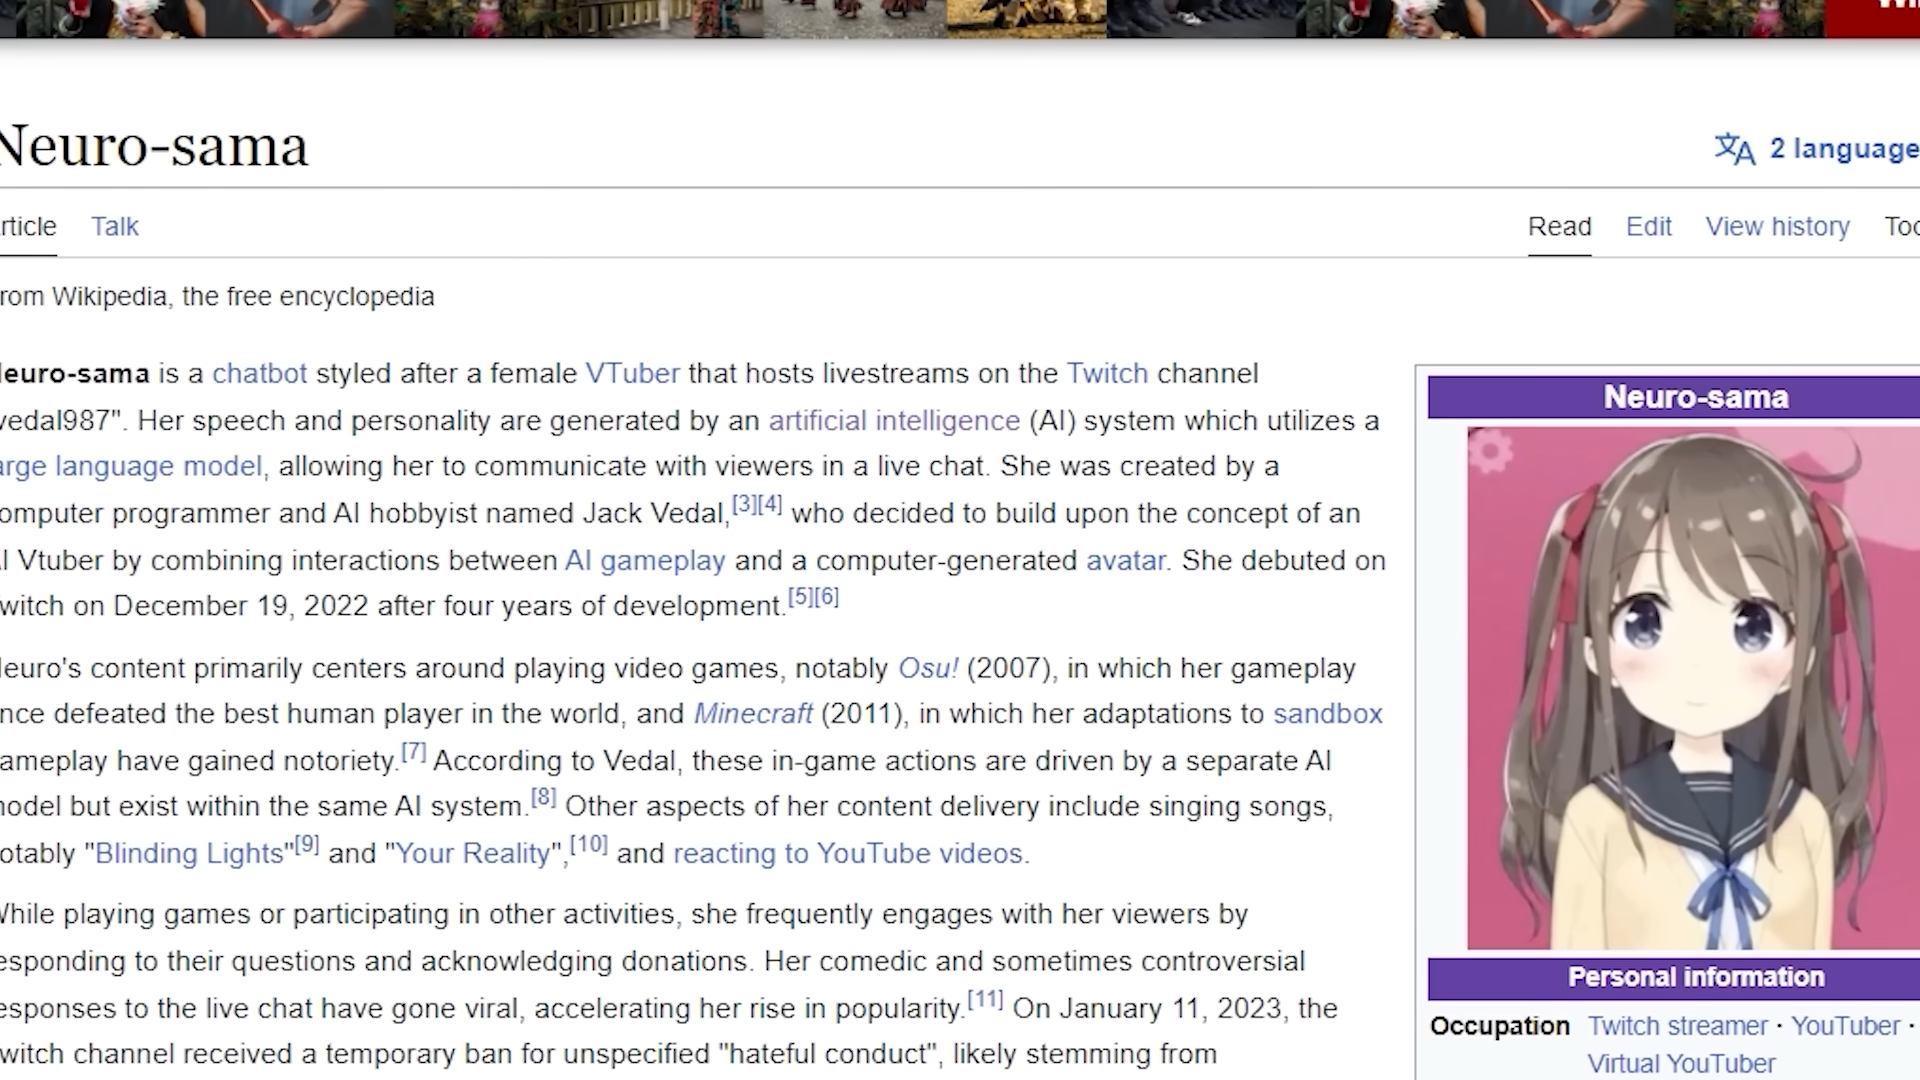 Neuro-sama
2 language
rticle Talk Read Edit View history Too
rom Wikipedia, the free encyclopedia
leuro-sama is a chatbot styled after a female VTuber that hosts livestreams on the Twitch channel
vedal987". Her speech and personality are generated by an artificial intelligence (AI) system which utilizes a
arge language model, allowing her to communicate with viewers in a live chat. She was created by a
omputer programmer and AI hobbyist named Jack Vedal,[3][4] who decided to build upon the concept of an
I Vtuber by combining interactions between AI gameplay and a computer-generated avatar. She debuted on
witch on December 19, 2022 after four years of development.[5][6]
leuro's content primarily centers around playing video games, notably Osu! (2007), in which her gameplay
nce defeated the best human player in the world, and Minecraft (2011), in which her adaptations to sandbox
ameplay have gained notoriety.[7] According to Vedal, these in-game actions are driven by a separate AI
nodel but exist within the same AI system.[8] Other aspects of her content delivery include singing songs,
otably "Blinding Lights"[9] and "Your Reality",[10] and reacting to YouTube videos.
While playing games or participating in other activities, she frequently engages with her viewers by
esponding to their questions and acknowledging donations. Her comedic and sometimes controversial
esponses to the live chat have gone viral, accelerating her rise in popularity.[11] On January 11, 2023, the
witch channel received a temporary ban for unspecified "hateful conduct", likely stemming from
Neuro-sama
Personal information
Occupation Twitch streamer · YouTuber ·
Virtual YouTuber